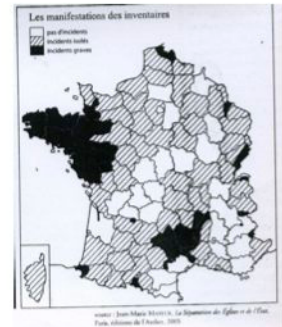 Les manifestations des inventaires
pas d'incidents
incidents isolés
incidents graves
source : Jean-Marie Mayeur, La Séparation des Églises et de l'État,
Paris, éditions de l'Atelier, 2005